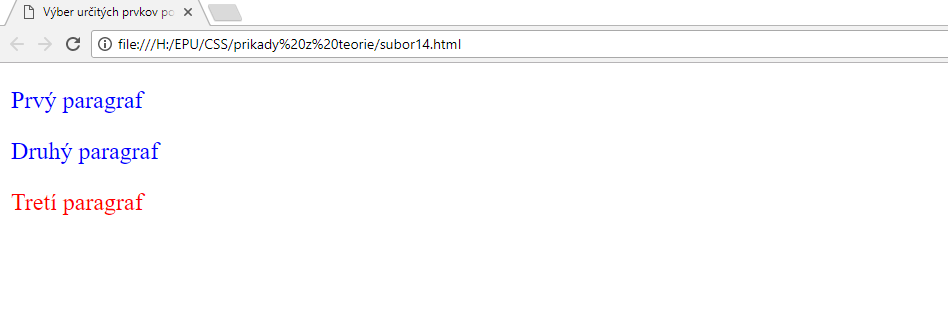 Výber určitých prvkov po
file:///H:/EPU/CSS/prikady%20z%20teorie/subor14.html
Prvý paragraf
Druhý paragraf
Tretí paragraf